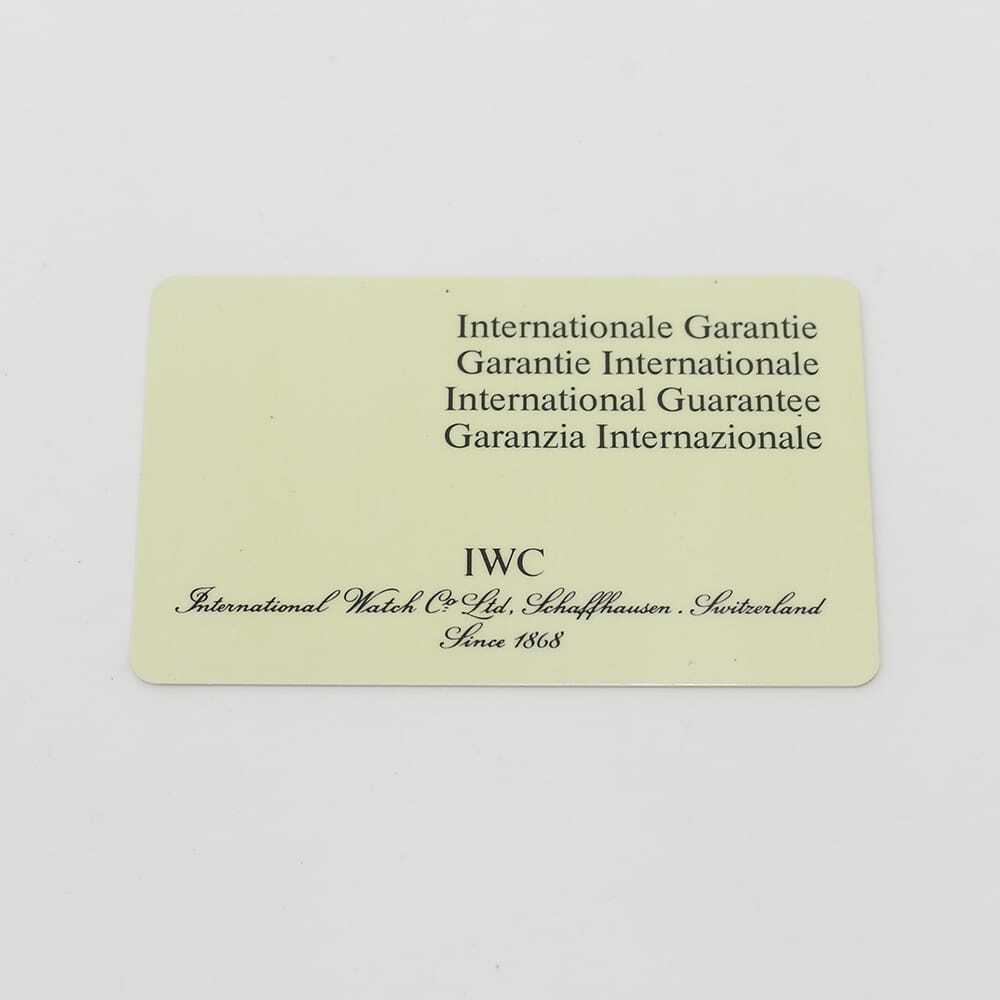 Internationale Garantie
Garantie Internationale
International Guarantee
Garanzia Internazionale
IWC
International Watch Co Ltd, Schaffhausen . Switzerland
Since 1868